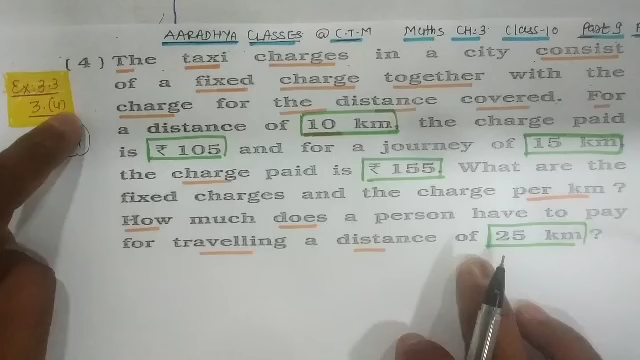 AARADHYA CLASSES @ C.T.M Maths CH:3 Class-10 Part 9
(4) The taxi charges in a city consist
of a fixed charge together with the
Ex:3.3
3.(4)
charge for the distance covered. For
a distance of 10 km, the charge paid
is ₹ 105 and for a journey of 15 km,
the charge paid is ₹ 155. What are the
fixed charges and the charge per km ?
How much does a person have to pay
for travelling a distance of 25 km ?